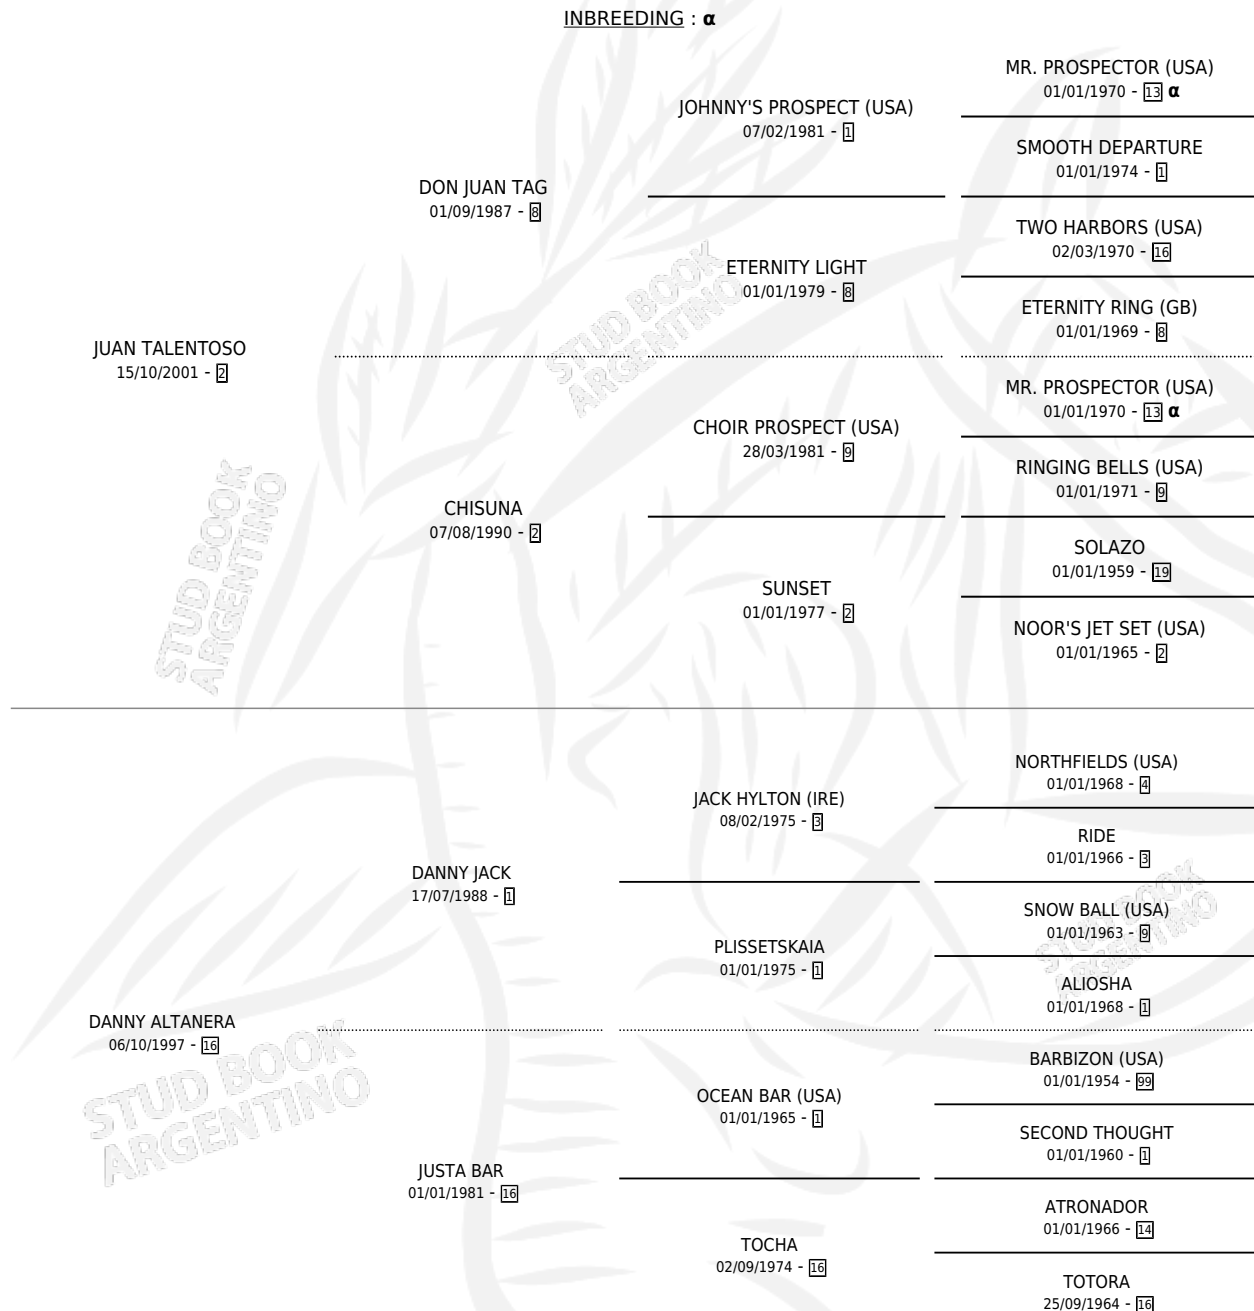 INBREEDING : α
MR. PROSPECTOR (USA)
01/01/1970 - 13 α
JOHNNY'S PROSPECT (USA)
07/02/1981 - 1
SMOOTH DEPARTURE
01/01/1974 - 1
DON JUAN TAG
01/09/1987 - 8
TWO HARBORS (USA)
02/03/1970 - 16
ETERNITY LIGHT
01/01/1979 - 8
ETERNITY RING (GB)
01/01/1969 - 8
JUAN TALENTOSO
15/10/2001 - 2
MR. PROSPECTOR (USA)
01/01/1970 - 13 α
CHOIR PROSPECT (USA)
28/03/1981 - 9
RINGING BELLS (USA)
01/01/1971 - 9
CHISUNA
07/08/1990 - 2
SOLAZO
01/01/1959 - 19
SUNSET
01/01/1977 - 2
NOOR'S JET SET (USA)
01/01/1965 - 2
NORTHFIELDS (USA)
01/01/1968 - 4
JACK HYLTON (IRE)
08/02/1975 - 3
RIDE
01/01/1966 - 3
DANNY JACK
17/07/1988 - 1
SNOW BALL (USA)
01/01/1963 - 9
PLISSETSKAIA
01/01/1975 - 1
ALIOSHA
01/01/1968 - 1
DANNY ALTANERA
06/10/1997 - 16
BARBIZON (USA)
01/01/1954 - 99
OCEAN BAR (USA)
01/01/1965 - 1
SECOND THOUGHT
01/01/1960 - 1
JUSTA BAR
01/01/1981 - 16
ATRONADOR
01/01/1966 - 14
TOCHA
02/09/1974 - 16
TOTORA
25/09/1964 - 16
STUD BOOK
ARGENTINO
STUD BOOK
ARGENTINO
STUD BOOK
ARGENTINO
STUD BOOK
ARGENTINO